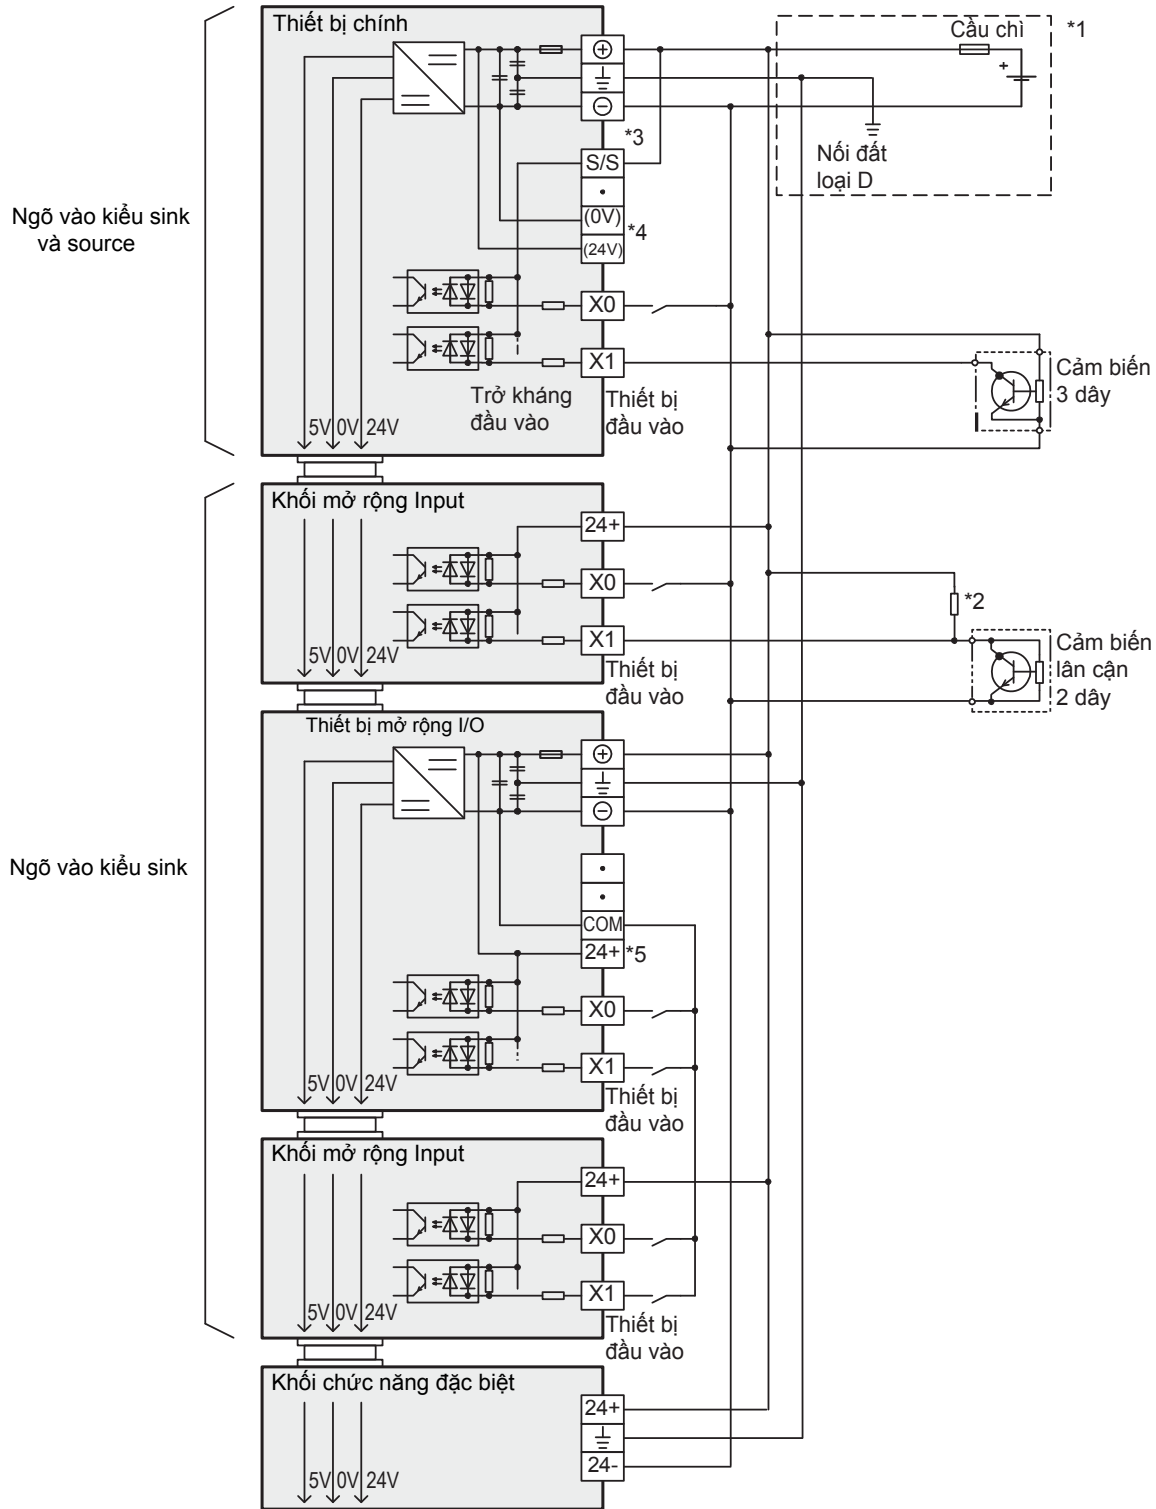 Thiết bị chính
Cầu chì
*1
+
*3
S/S
Nối đất
loại D
Ngõ vào kiểu sink
và source
(0V)
*4
(24V)
X0
X1
Cảm biến
3 dây
Trở kháng
đầu vào
Thiết bị
đầu vào
5V 0V 24V
Khối mở rộng Input
24+
X0
*2
X1
Cảm biến
lân cận
2 dây
5V 0V 24V
Thiết bị
đầu vào
Thiết bị mở rộng I/O
Ngõ vào kiểu sink
COM
24+ *5
X0
X1
5V 0V 24V
Thiết bị
đầu vào
Khối mở rộng Input
24+
X0
X1
5V 0V 24V
Thiết bị
đầu vào
Khối chức năng đặc biệt
24+
24-
5V 0V 24V